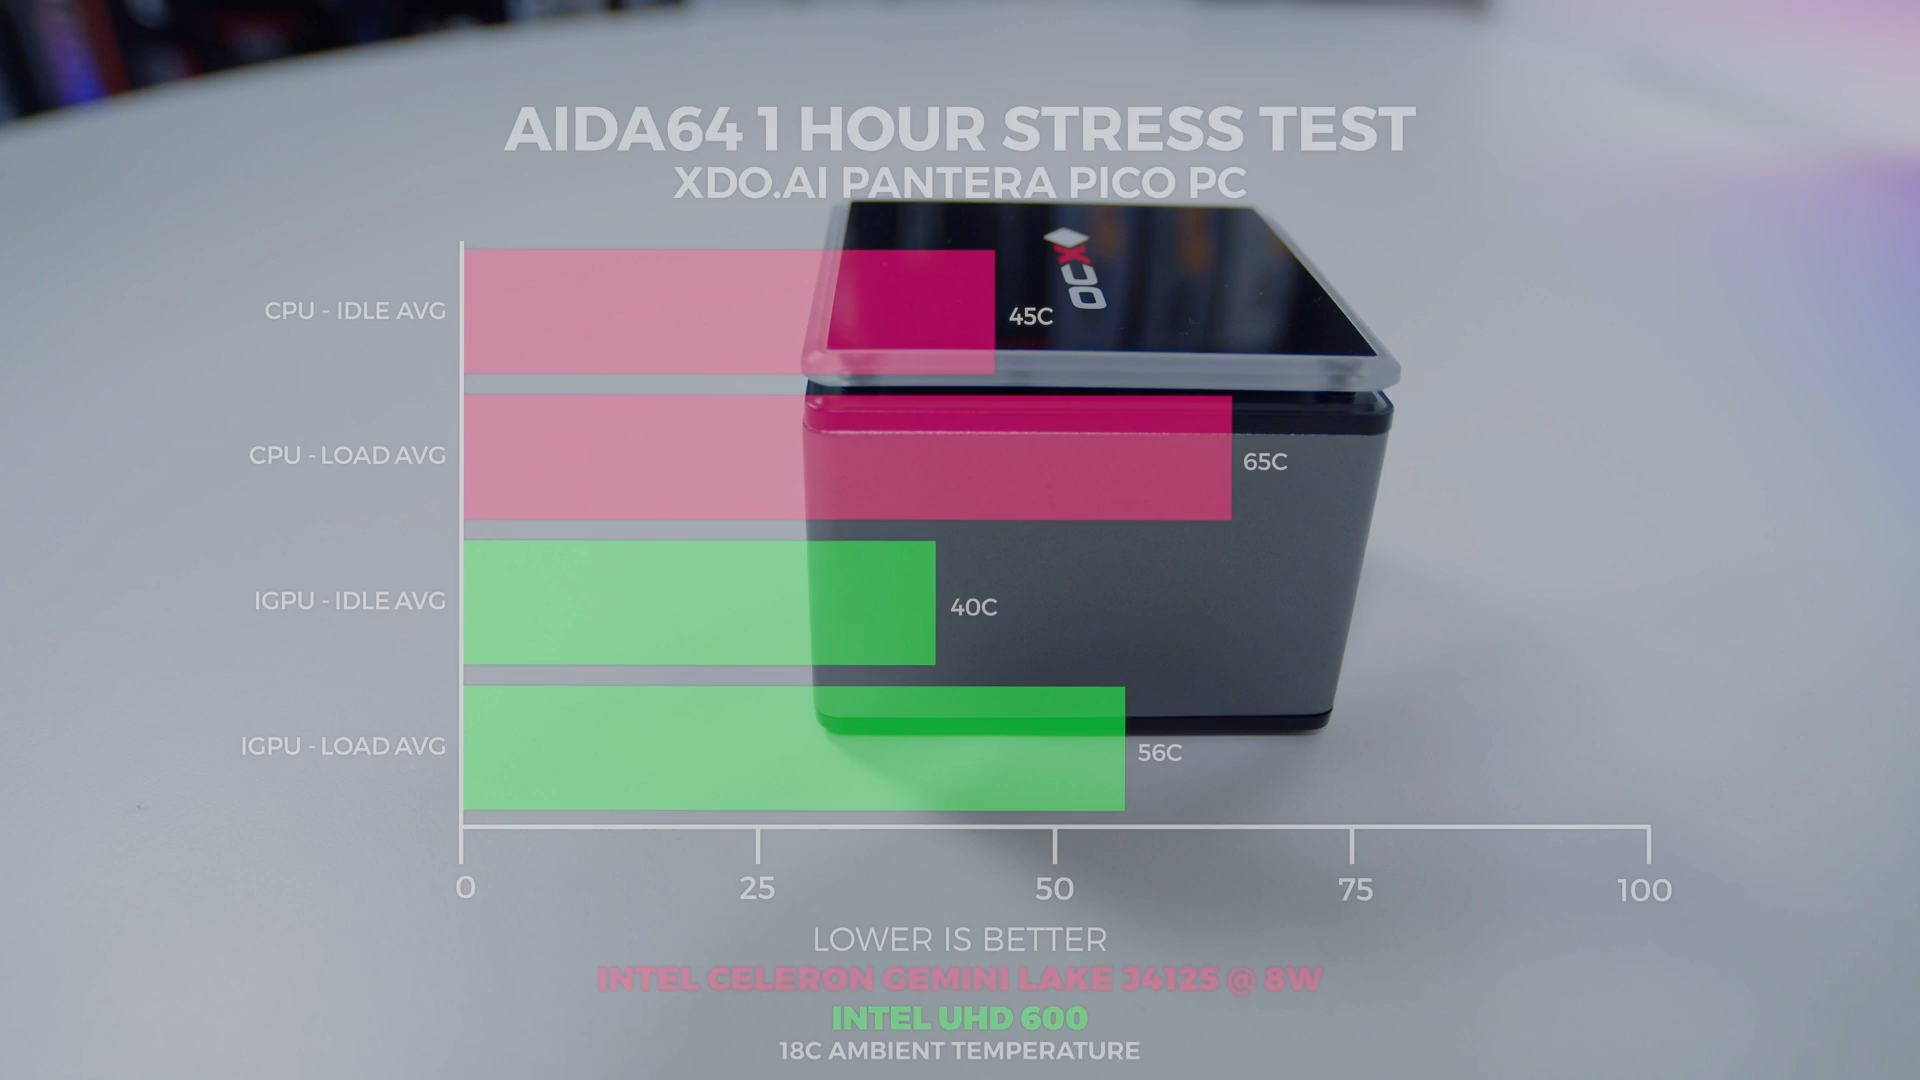 AIDA64 1 HOUR STRESS TEST
XDO.AI PANTERA PICO PC
XDO
CPU - IDLE AVG
45C
CPU - LOAD AVG
65C
IGPU - IDLE AVG
40C
IGPU - LOAD AVG
56C
0 25 50 75 100
LOWER IS BETTER
INTEL CELERON GEMINI LAKE J4125 @ 8W
INTEL UHD 600
18C AMBIENT TEMPERATURE